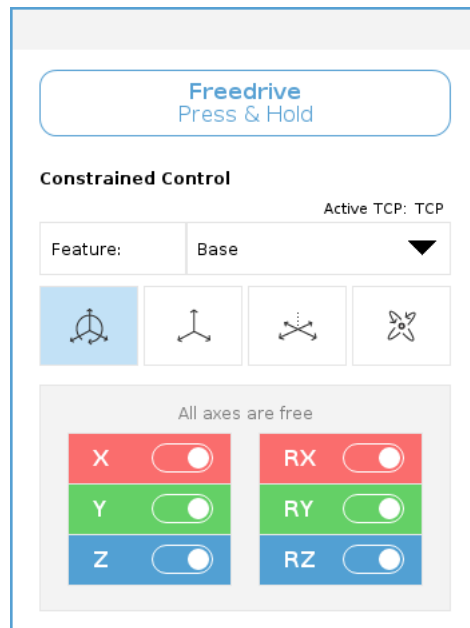 Freedrive
Press & Hold
Constrained Control
Active TCP: TCP
Feature: Base
All axes are free
X RX
Y RY
Z RZ